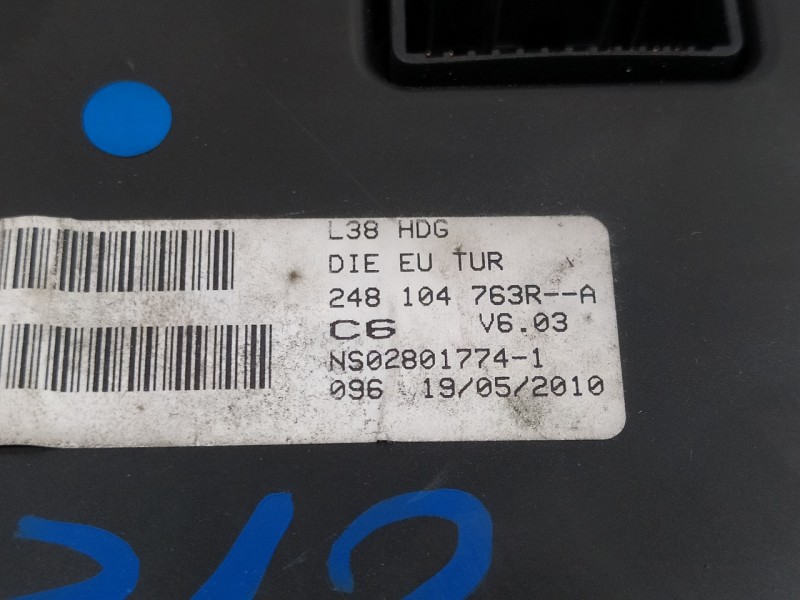 L38 HDG
DIE EU TUR
248 104 763R--A
C6 V6.03
NS02801774-1
096 19/05/2010